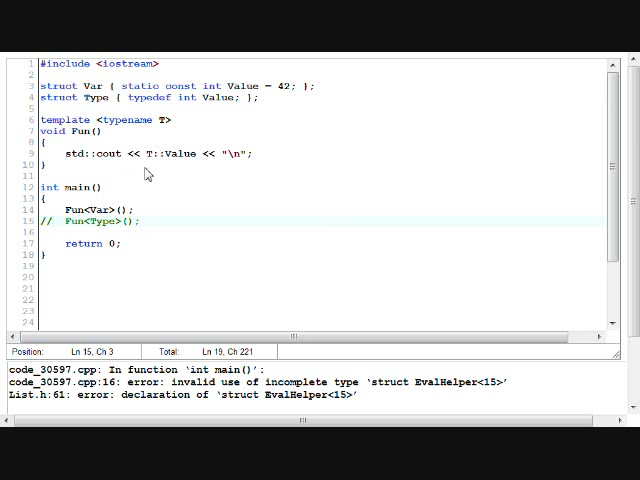 1 #include <iostream>
2
3 struct Var { static const int Value = 42; };
4 struct Type { typedef int Value; };
5
6 template <typename T>
7 void Fun()
8 {
9     std::cout << T::Value << "\n";
10 }
11
12 int main()
13 {
14     Fun<Var>();
15 //  Fun<Type>();
16
17     return 0;
18 }
19
20
21
22
23
24
Position: Ln 15, Ch 3 Total: Ln 19, Ch 221
code_30597.cpp: In function ‘int main()’:
code_30597.cpp:16: error: invalid use of incomplete type ‘struct EvalHelper<15>’
List.h:61: error: declaration of ‘struct EvalHelper<15>’